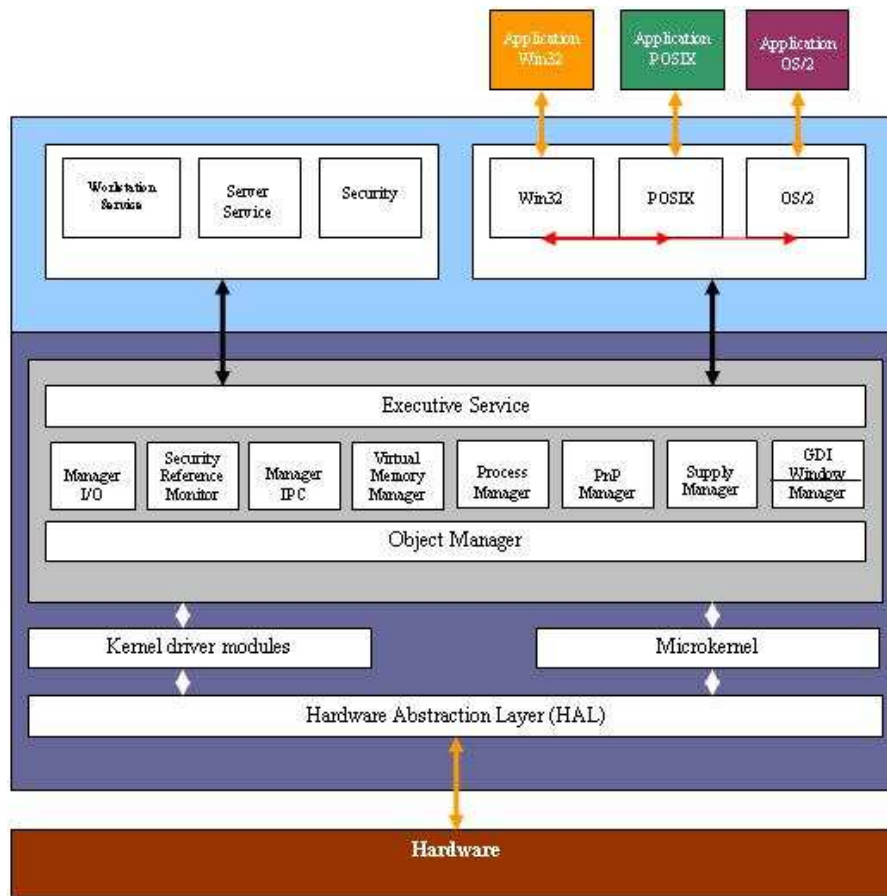 Application
Win32
Application
POSIX
Application
OS/2
Workstation
Service
Server
Service
Security
Win32
POSIX
OS/2
Executive Service
Manager
I/O
Security
Reference
Monitor
Manager
IPC
Virtual
Memory
Manager
Process
Manager
PnP
Manager
Supply
Manager
GDI
Window
Manager
Object Manager
Kernel driver modules
Microkernel
Hardware Abstraction Layer (HAL)
Hardware